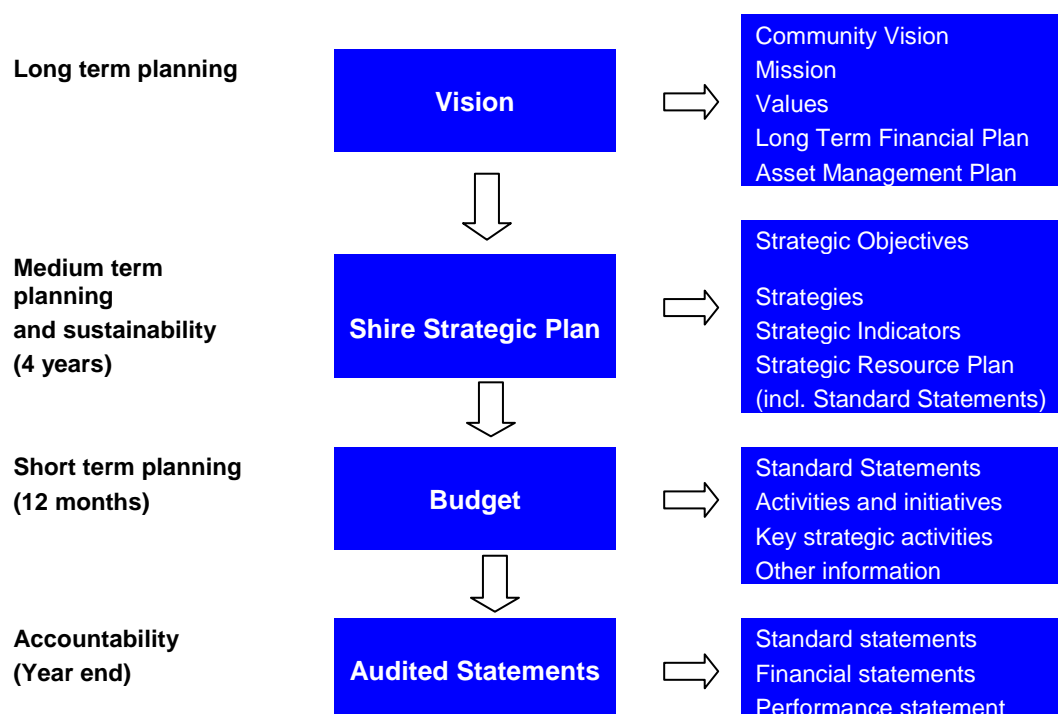 Long term planning
Vision
Community Vision
Mission
Values
Long Term Financial Plan
Asset Management Plan
Medium term
planning
and sustainability
(4 years)
Shire Strategic Plan
Strategic Objectives
Strategies
Strategic Indicators
Strategic Resource Plan
(incl. Standard Statements)
Short term planning
(12 months)
Budget
Standard Statements
Activities and initiatives
Key strategic activities
Other information
Accountability
(Year end)
Audited Statements
Standard statements
Financial statements
Performance statement